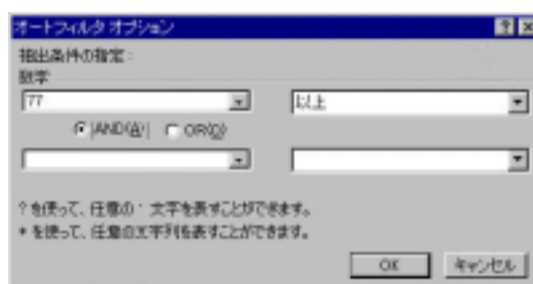 オートフィルタ オプション
抽出条件の指定:
数字
77 以上
AND(A) OR(O)
? を使って、任意の 1 文字を表すことができます。
* を使って、任意の文字列を表すことができます。
OK キャンセル